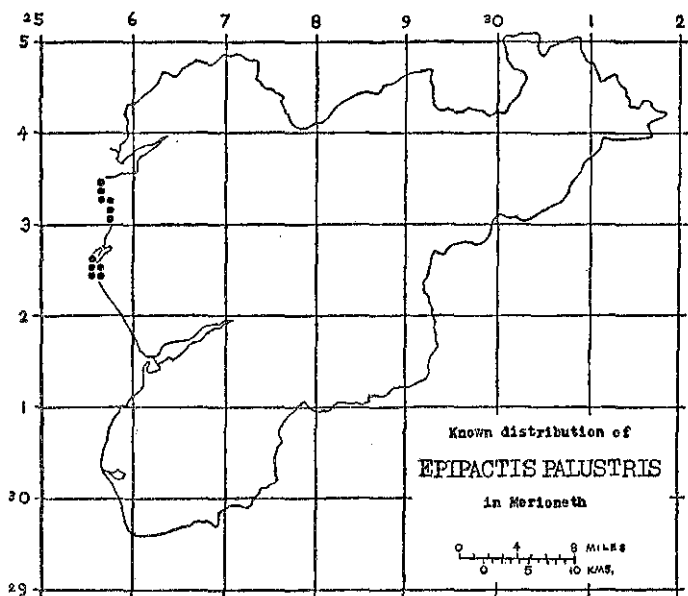 25 6 7 8 9 30 1 2
5
4
3
2
1
30
29
Known distribution of
EPIPACTIS PALUSTRIS
in Merioneth
0 4 8 MILES
0 5 10 KMS.